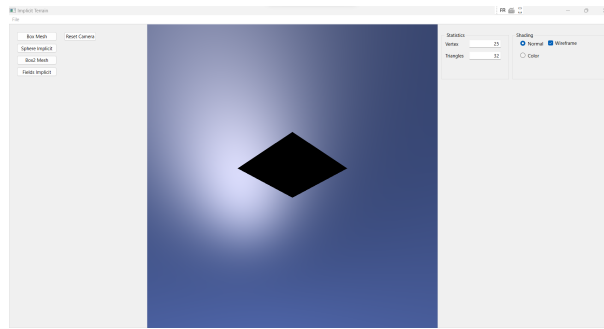 Implicit Terrain
FR
File
Box Mesh
Reset Camera
Sphere Implicit
Box2 Mesh
Fields Implicit
Statistics
Vertex 25
Triangles 32
Shading
Normal
Wireframe
Color